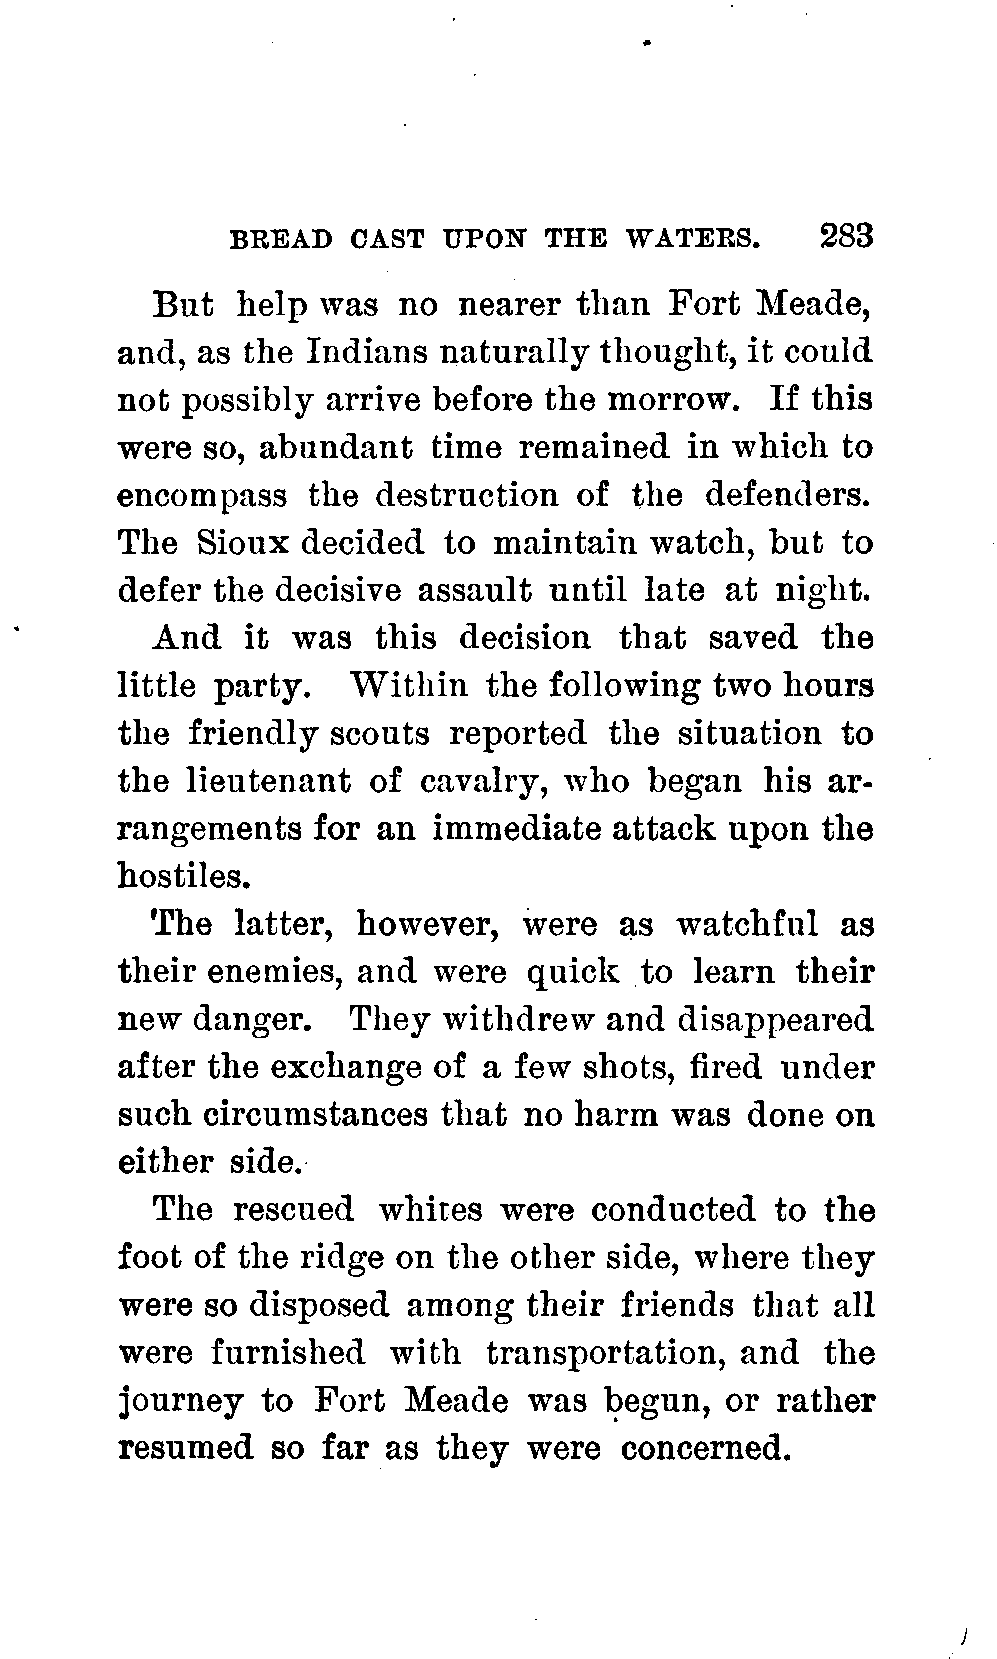 BREAD CAST UPON THE WATERS. 283
But help was no nearer than Fort Meade,
and, as the Indians naturally thought, it could
not possibly arrive before the morrow. If this
were so, abundant time remained in which to
encompass the destruction of the defenders.
The Sioux decided to maintain watch, but to
defer the decisive assault until late at night.
And it was this decision that saved the
little party. Within the following two hours
the friendly scouts reported the situation to
the lieutenant of cavalry, who began his ar-
rangements for an immediate attack upon the
hostiles.
The latter, however, were as watchful as
their enemies, and were quick to learn their
new danger. They withdrew and disappeared
after the exchange of a few shots, fired under
such circumstances that no harm was done on
either side.
The rescued whites were conducted to the
foot of the ridge on the other side, where they
were so disposed among their friends that all
were furnished with transportation, and the
journey to Fort Meade was begun, or rather
resumed so far as they were concerned.